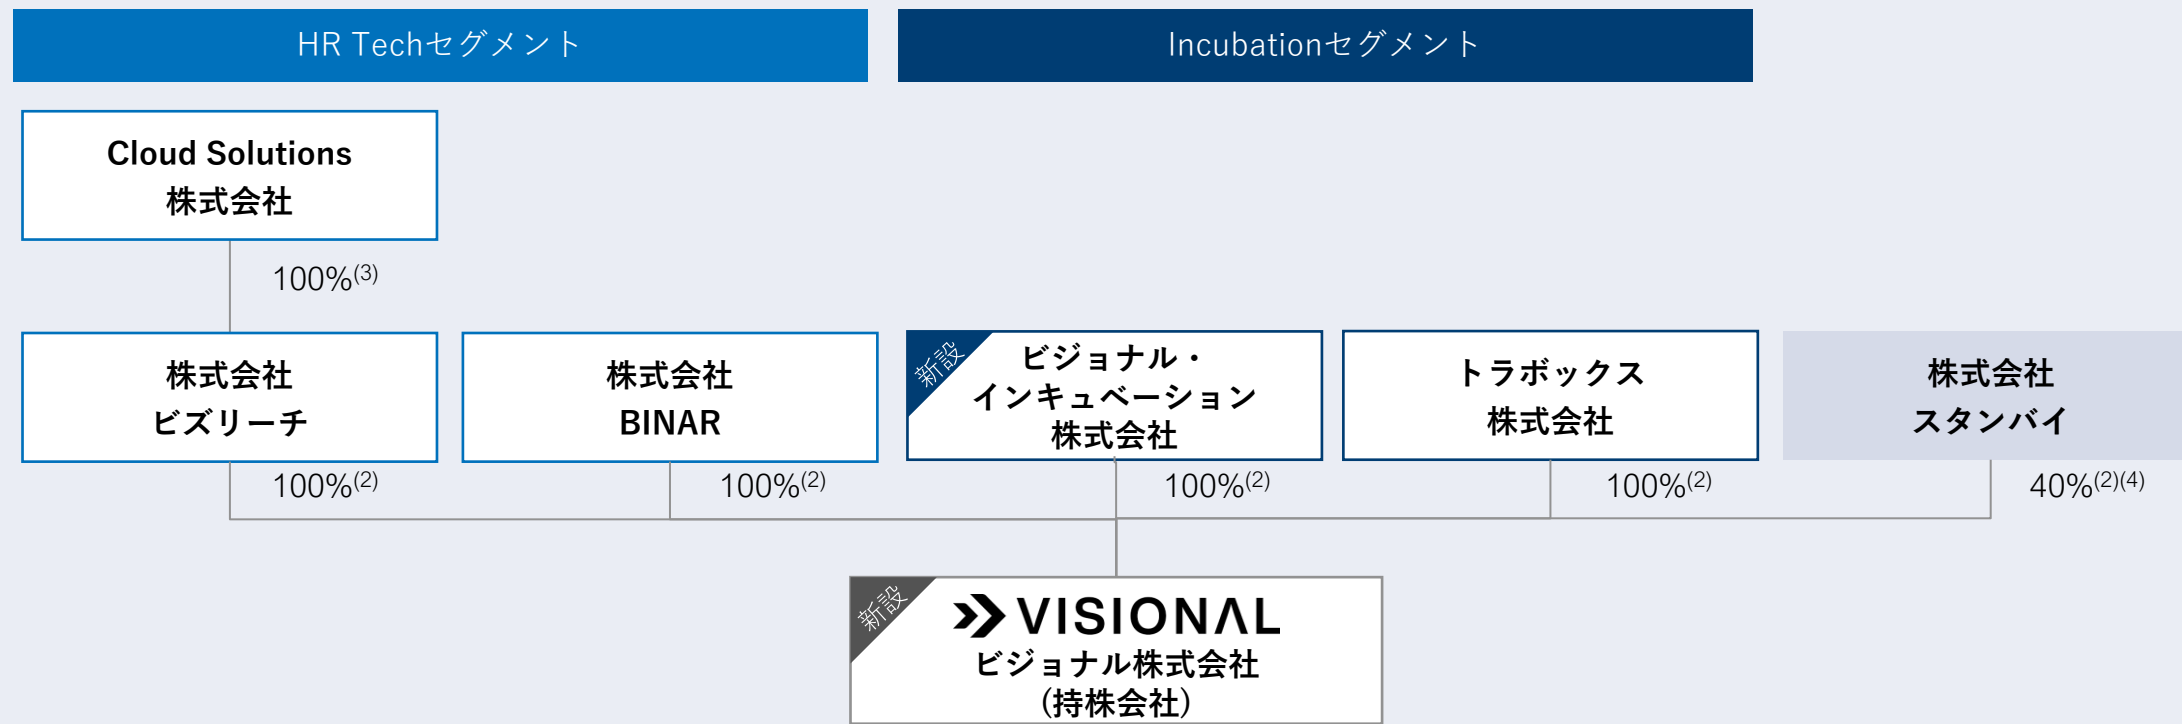 HR Techセグメント
Incubationセグメント
Cloud Solutions
株式会社
100%(3)
株式会社
ビズリーチ
株式会社
BINAR
新設
ビジョナル・
インキュベーション
株式会社
トラボックス
株式会社
株式会社
スタンバイ
100%(2)
100%(2)
100%(2)
100%(2)
40%(2)(4)
新設
VISIONAL
ビジョナル株式会社
(持株会社)